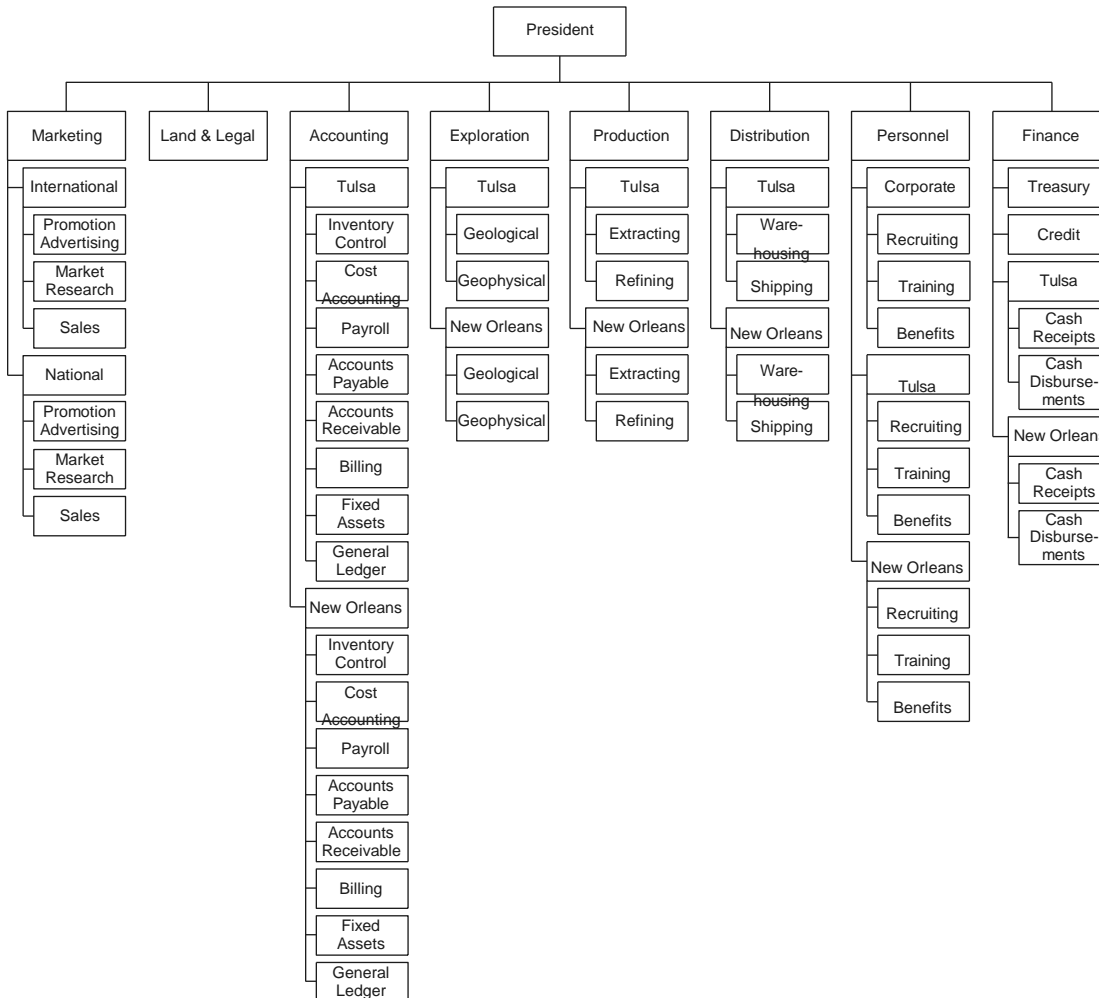 President
Marketing
International
Promotion
Advertising
Market
Research
Sales
National
Promotion
Advertising
Market
Research
Sales
Land & Legal
Accounting
Tulsa
Inventory
Control
Cost
Accounting
Payroll
Accounts
Payable
Accounts
Receivable
Billing
Fixed
Assets
General
Ledger
New Orleans
Inventory
Control
Cost
Accounting
Payroll
Accounts
Payable
Accounts
Receivable
Billing
Fixed
Assets
General
Ledger
Exploration
Tulsa
Geological
Geophysical
New Orleans
Geological
Geophysical
Production
Tulsa
Extracting
Refining
New Orleans
Extracting
Refining
Distribution
Tulsa
Ware-
housing
Shipping
New Orleans
Ware-
housing
Shipping
Personnel
Corporate
Recruiting
Training
Benefits
Tulsa
Recruiting
Training
Benefits
New Orleans
Recruiting
Training
Benefits
Finance
Treasury
Credit
Tulsa
Cash
Receipts
Cash
Disburse-
ments
New Orleans
Cash
Receipts
Cash
Disburse-
ments